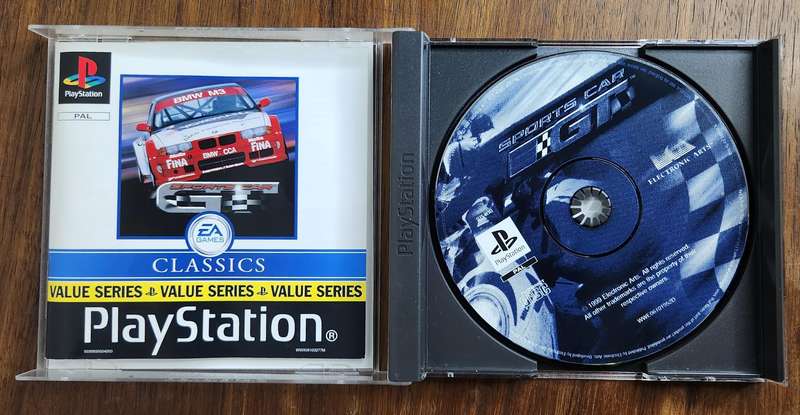 PlayStation
PAL
BMW M3
FINA
BMW CCA
FINA
SPORTS CAR
GT
EA
GAMES
CLASSICS
VALUE SERIES VALUE SERIES VALUE SERIES
PlayStation®
PlayStation
SPORTS CAR
GT
ELECTRONIC ARTS
PlayStation
PAL
© 1999 Electronic Arts. All rights reserved.
All other trademarks are the property of their
respective owners.